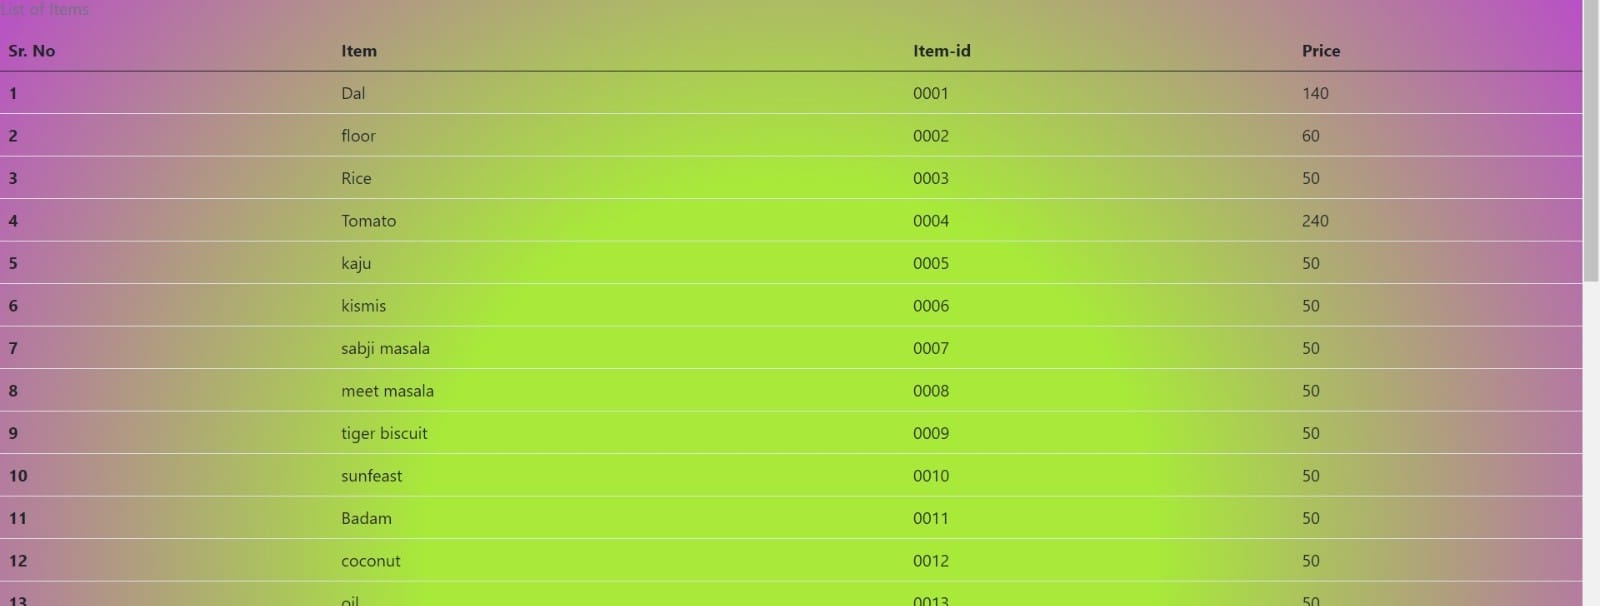 List of Items
Sr. No Item Item-id Price
1 Dal 0001 140
2 floor 0002 60
3 Rice 0003 50
4 Tomato 0004 240
5 kaju 0005 50
6 kismis 0006 50
7 sabji masala 0007 50
8 meet masala 0008 50
9 tiger biscuit 0009 50
10 sunfeast 0010 50
11 Badam 0011 50
12 coconut 0012 50
13 oil 0013 50